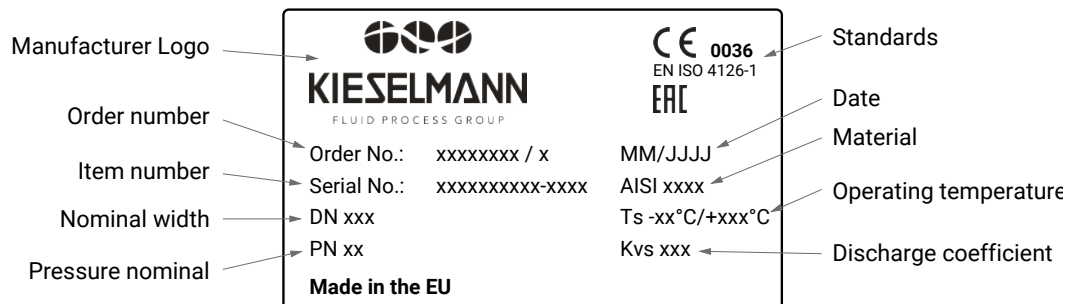 Manufacturer Logo
Order number
Item number
Nominal width
Pressure nominal
KIESELMANN
FLUID PROCESS GROUP
CE 0036
EN ISO 4126-1
EAC
Order No.: xxxxxxxx / x MM/JJJJ
Serial No.: xxxxxxxxxx-xxxx AISI xxxx
DN xxx Ts -xx°C/+xxx°C
PN xx Kvs xxx
Made in the EU
Standards
Date
Material
Operating temperature
Discharge coefficient